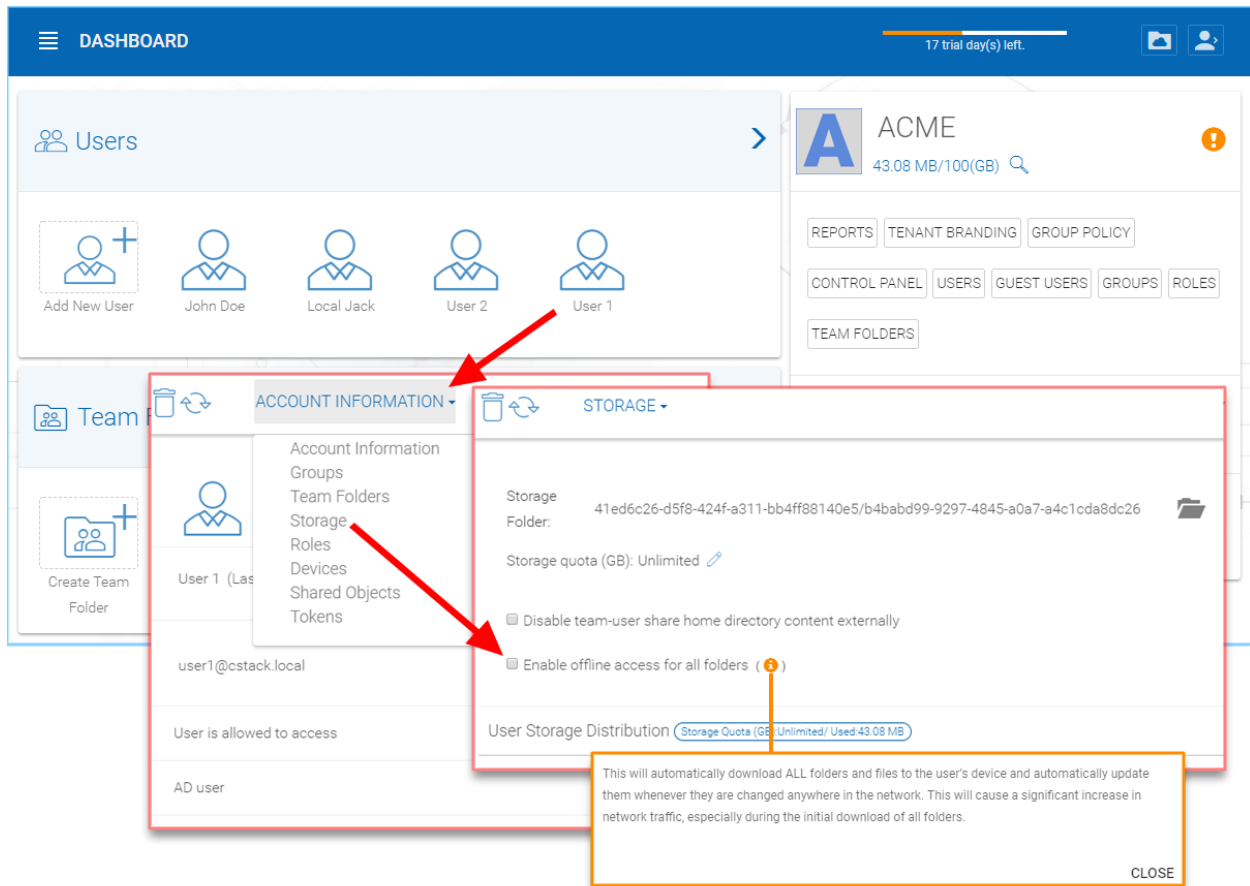 DASHBOARD
17 trial day(s) left.
Users
Add New User
John Doe
Local Jack
User 2
User 1
A
ACME
43.08 MB/100(GB)
REPORTS
TENANT BRANDING
GROUP POLICY
CONTROL PANEL
USERS
GUEST USERS
GROUPS
ROLES
TEAM FOLDERS
Team
Create Team
Folder
ACCOUNT INFORMATION
Account Information
Groups
Team Folders
Storage
Roles
Devices
Shared Objects
Tokens
User 1 (Las
user1@cstack.local
User is allowed to access
AD user
STORAGE
Storage
Folder:
41ed6c26-d5f8-424f-a311-bb4ff88140e5/b4babd99-9297-4845-a0a7-a4c1cda8dc26
Storage quota (GB): Unlimited
Disable team-user share home directory content externally
Enable offline access for all folders ( )
User Storage Distribution
Storage Quota (GB):Unlimited/ Used:43.08 MB
This will automatically download ALL folders and files to the user's device and automatically update
them whenever they are changed anywhere in the network. This will cause a significant increase in
network traffic, especially during the initial download of all folders.
CLOSE